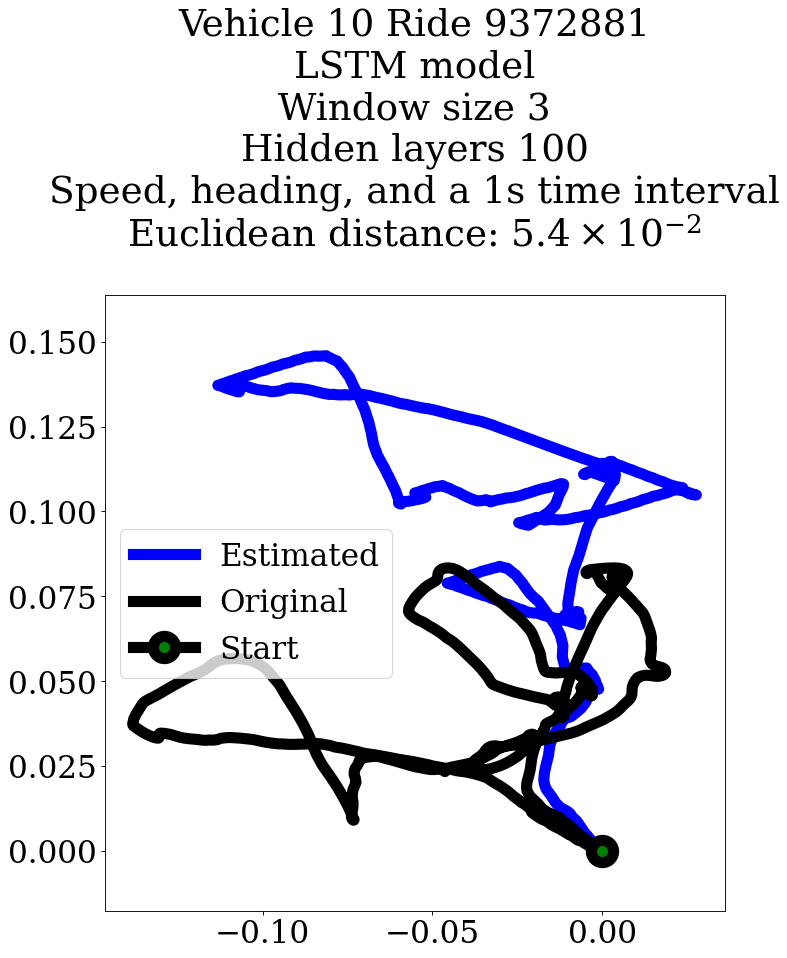 Vehicle 10 Ride 9372881
LSTM model
Window size 3
Hidden layers 100
Speed, heading, and a 1s time interval
Euclidean distance: 5.4 × 10⁻²
0.150
0.125
0.100
0.075
0.050
0.025
0.000
Estimated
Original
Start
−0.10
−0.05
0.00